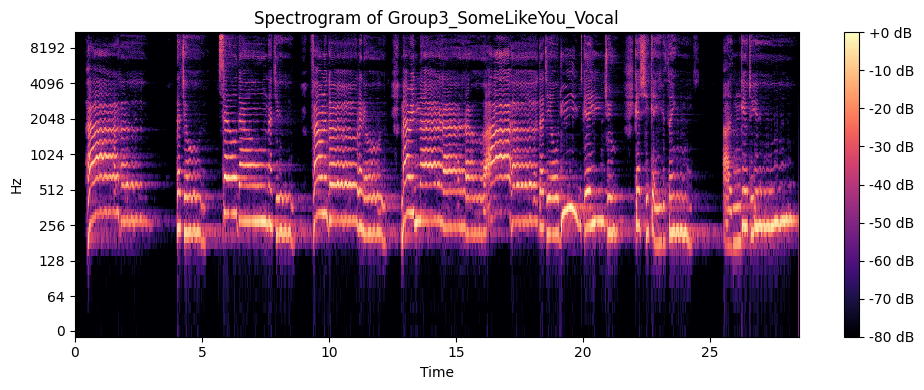 Spectrogram of Group3_SomeLikeYou_Vocal
Hz
8192
4096
2048
1024
512
256
128
64
0
0 5 10 15 20 25
Time
+0 dB
-10 dB
-20 dB
-30 dB
-40 dB
-50 dB
-60 dB
-70 dB
-80 dB